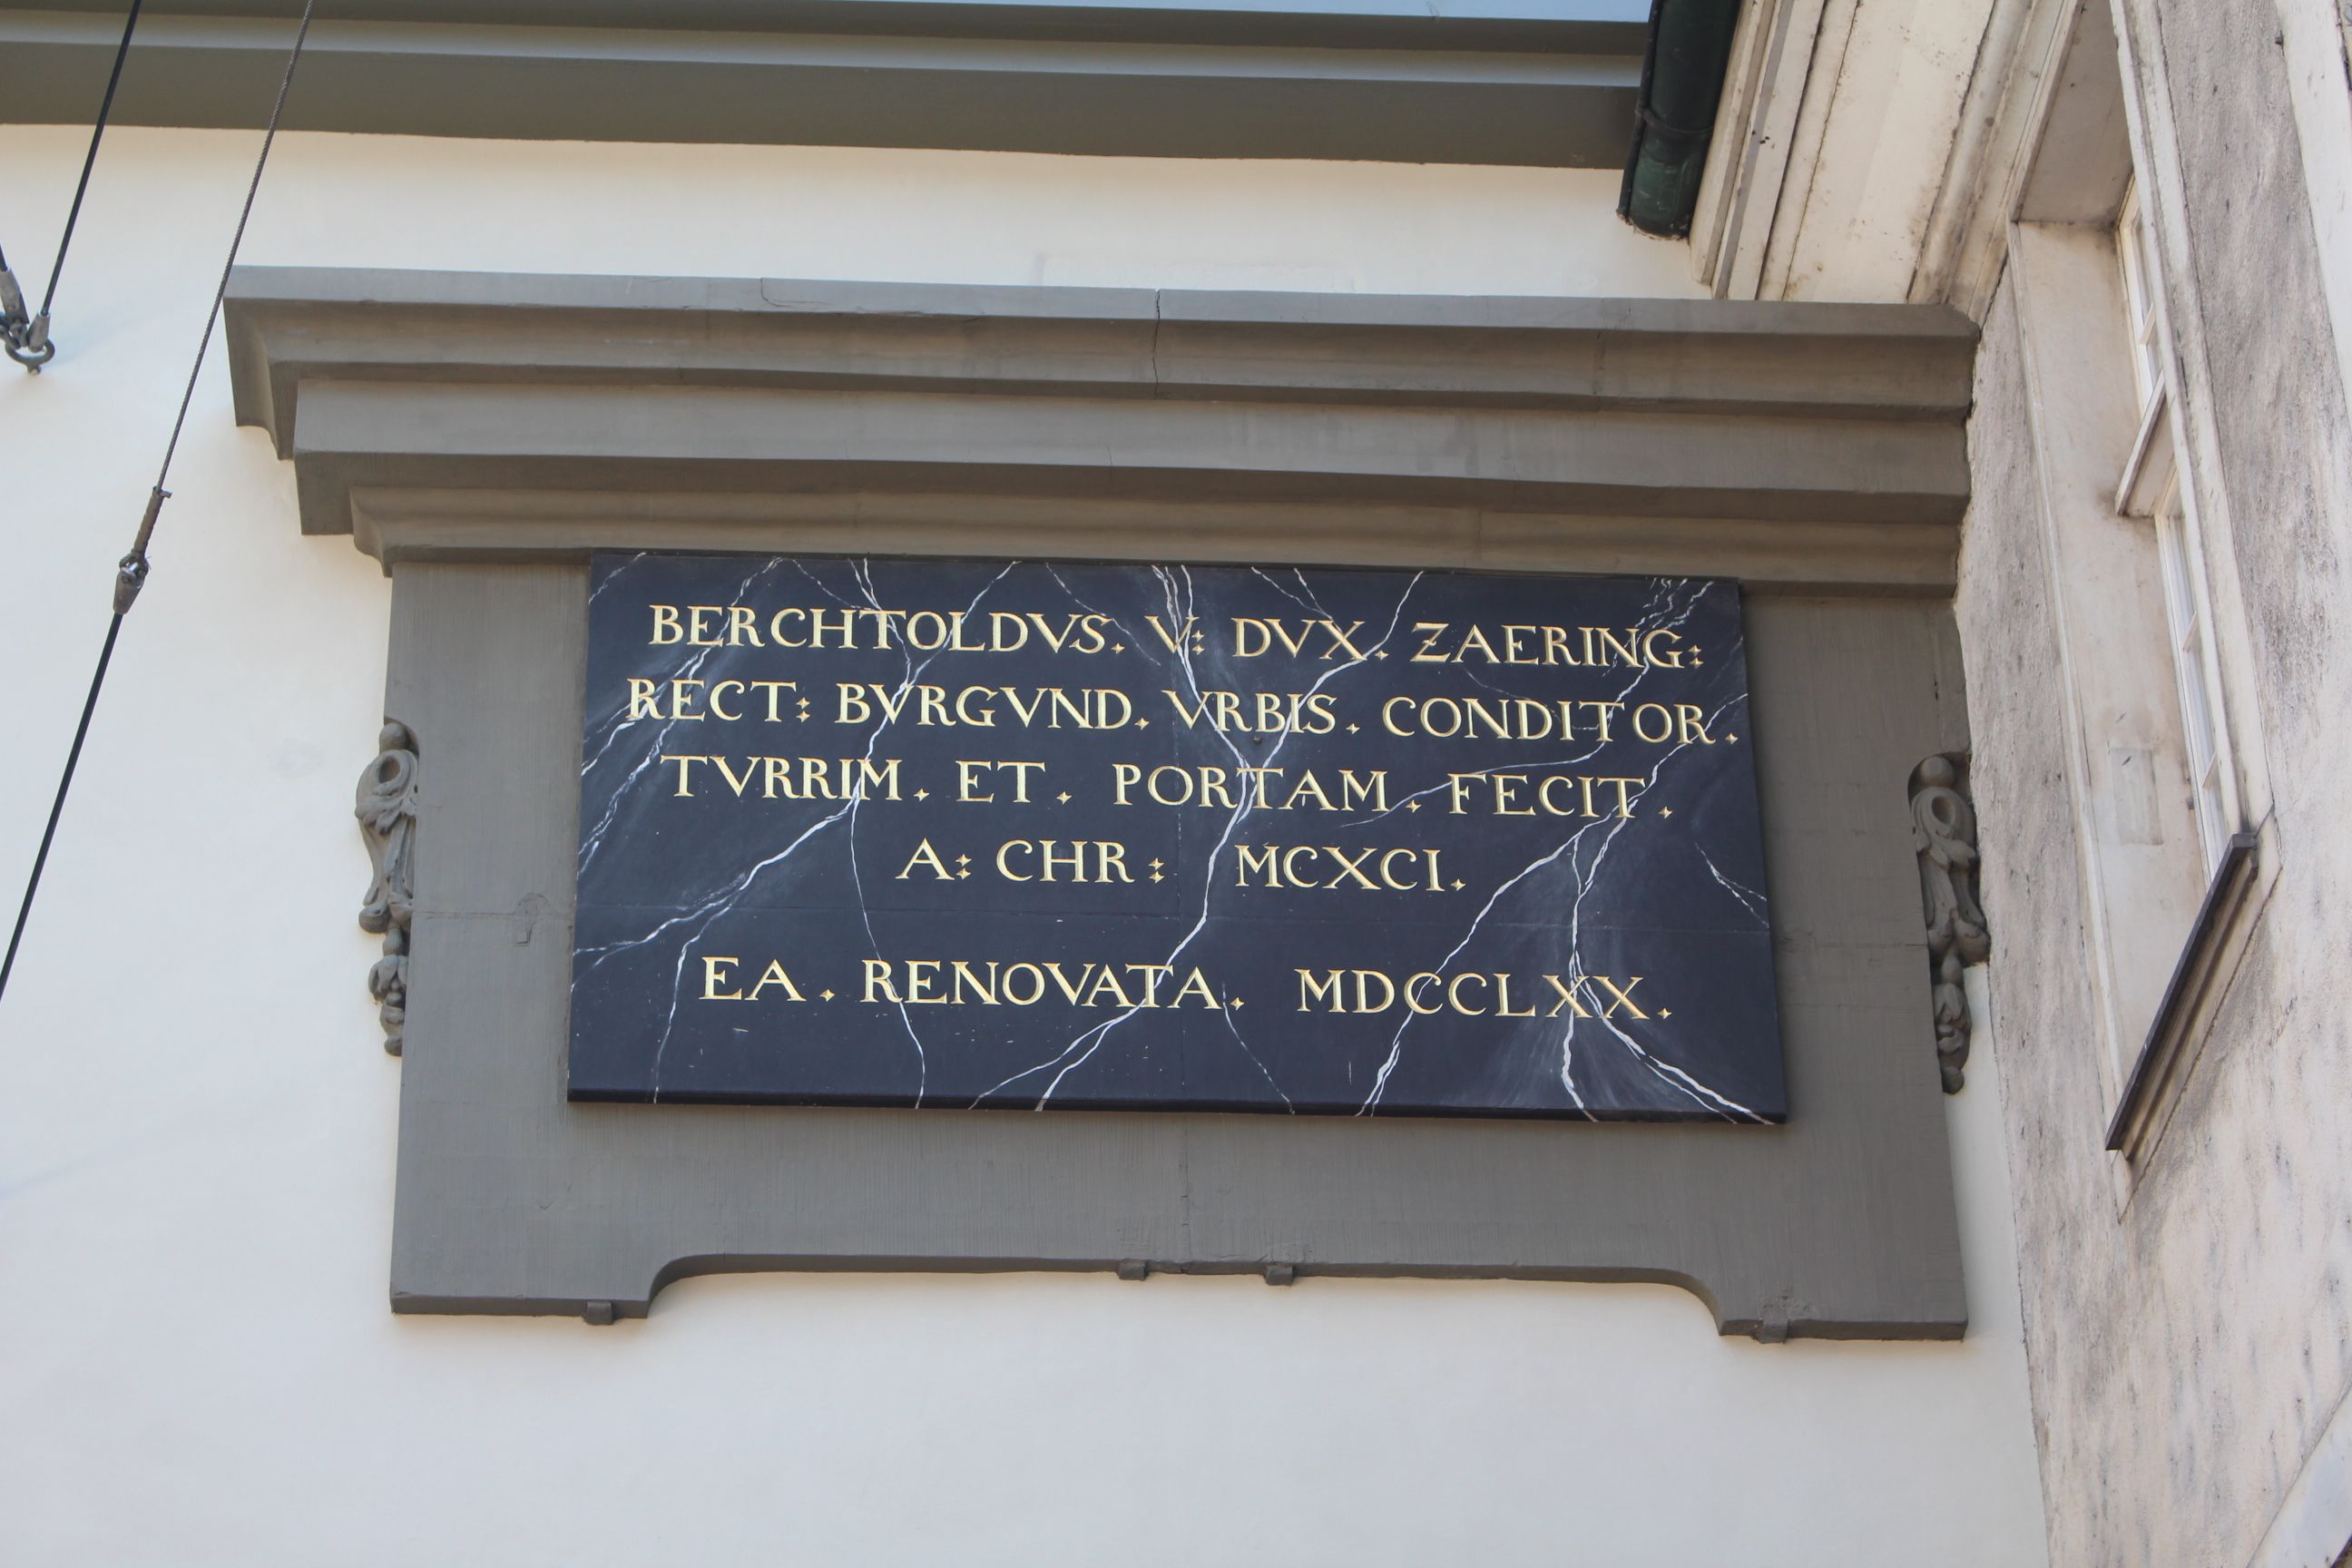 BERCHTOLDVS. V: DVX. ZAERING:
RECT: BVRGVND. VRBIS. CONDITOR.
TVRRIM. ET. PORTAM. FECIT.
A: CHR: MCXCI.
EA. RENOVATA. MDCCLXX.